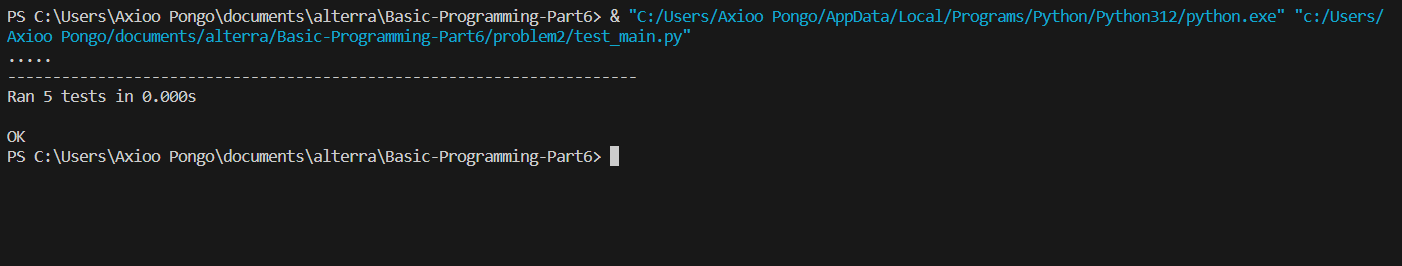 PS C:\Users\Axioo Pongo\documents\alterra\Basic-Programming-Part6> & "C:/Users/Axioo Pongo/AppData/Local/Programs/Python/Python312/python.exe" "c:/Users/
Axioo Pongo/documents/alterra/Basic-Programming-Part6/problem2/test_main.py"
.....
----------------------------------------------------------------------
Ran 5 tests in 0.000s
OK
PS C:\Users\Axioo Pongo\documents\alterra\Basic-Programming-Part6>